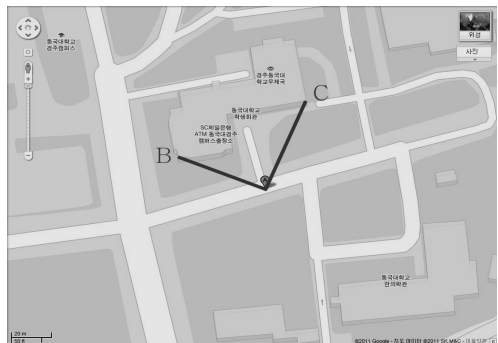 동국대학교
경주캠퍼스
위성
사진
경주동국대
학교우체국
C
동국대학교
학생회관
SC제일은행
ATM 동국대경주
캠퍼스출장소
B
A
동국대학교
한의학관
20 m
50 ft
©2011 Google - 지도 데이터 ©2011 SK M&C - 이용약관